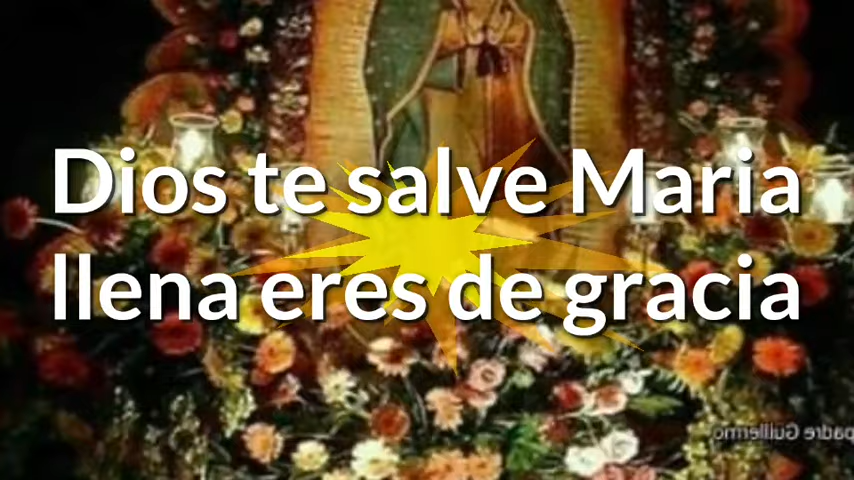 Dios te salve Maria
llena eres de gracia
padre Guillermo